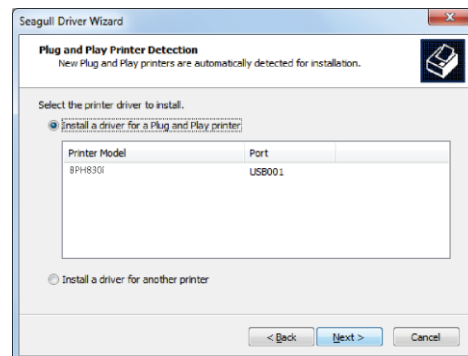 Seagull Driver Wizard
Plug and Play Printer Detection
New Plug and Play printers are automatically detected for installation.
Select the printer driver to install.
Install a driver for a Plug and Play printer
Printer Model Port
BPH830i USB001
Install a driver for another printer
< Back Next > Cancel